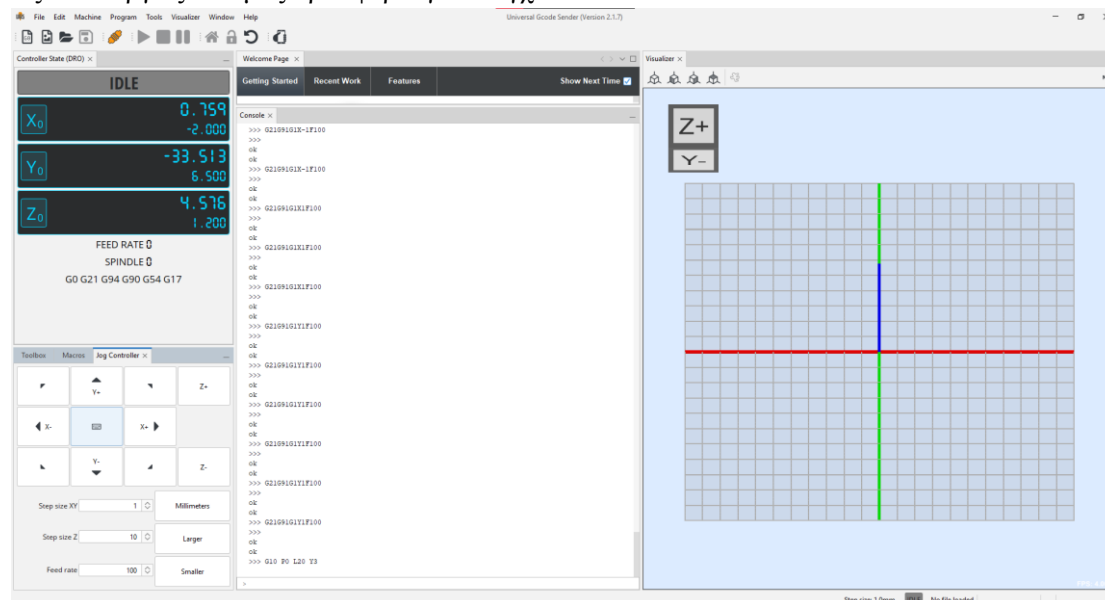 File Edit Machine Program Tools Visualizer Window Help
Universal Gcode Sender (Version 2.1.7)
Controller State (DRO) ×
IDLE
X0 0.759
-2.000
Y0 -33.513
6.500
Z0 4.576
1.200
FEED RATE 0
SPINDLE 0
G0 G21 G94 G90 G54 G17
Toolbox Macros Jog Controller ×
Y+
Z+
X-
X+
Y-
Z-
Step size XY 1 Millimeters
Step size Z 10 Larger
Feed rate 100 Smaller
Welcome Page ×
Getting Started Recent Work Features Show Next Time
Console ×
>>> G21G91G1X-1F100
>>>
ok
ok
>>> G21G91G1X-1F100
>>>
ok
ok
>>> G21G91G1X1F100
>>>
ok
ok
>>> G21G91G1X1F100
>>>
ok
ok
>>> G21G91G1X1F100
>>>
ok
ok
>>> G21G91G1Y1F100
>>>
ok
ok
>>> G21G91G1Y1F100
>>>
ok
ok
>>> G21G91G1Y1F100
>>>
ok
ok
>>> G21G91G1Y1F100
>>>
ok
ok
>>> G21G91G1Y1F100
>>>
ok
ok
>>> G21G91G1Y1F100
>>>
ok
ok
>>> G10 P0 L20 Y3
>
Visualizer ×
Z+
Y-
Step size: 1.0mm IDLE No file loaded